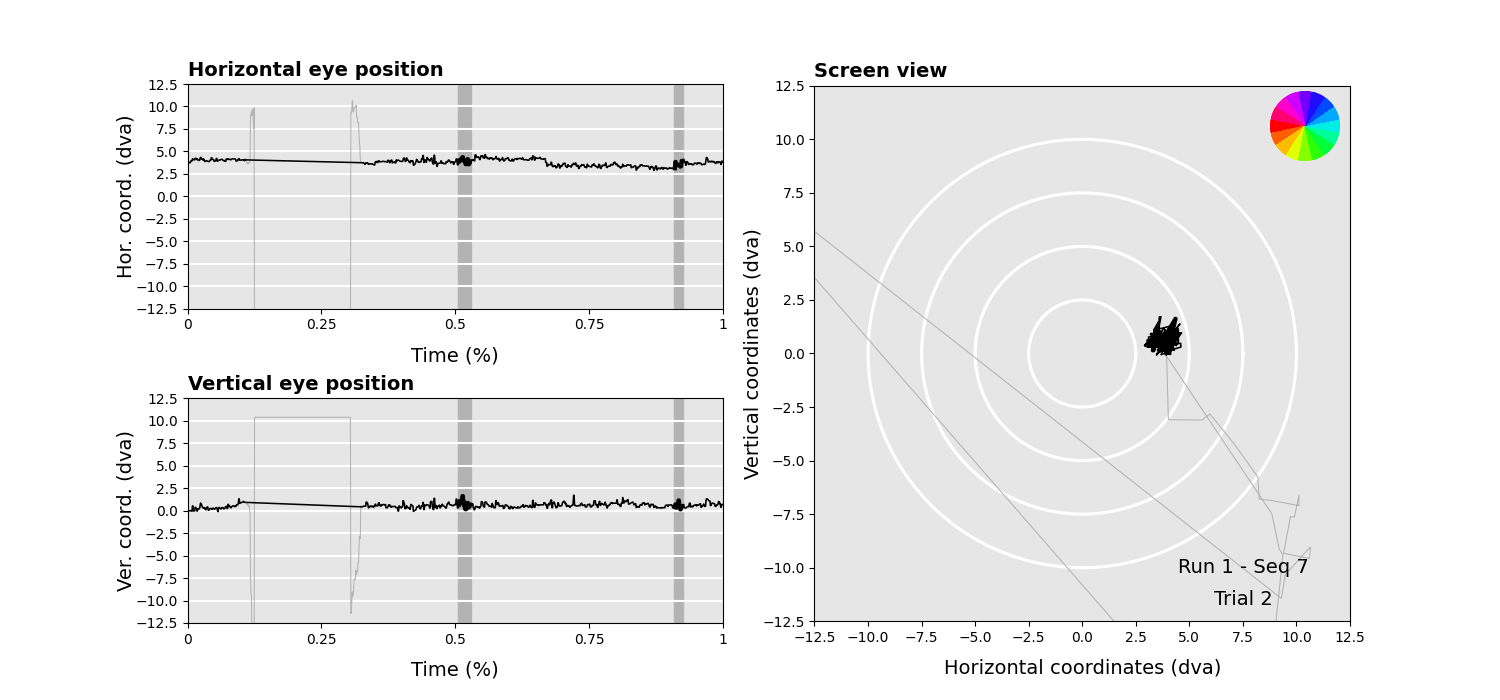 Horizontal eye position
12.5
10.0
7.5
5.0
2.5
0.0
−2.5
−5.0
−7.5
−10.0
−12.5
Hor. coord. (dva)
0 0.25 0.5 0.75 1
Time (%)
Vertical eye position
12.5
10.0
7.5
5.0
2.5
0.0
−2.5
−5.0
−7.5
−10.0
−12.5
Ver. coord. (dva)
0 0.25 0.5 0.75 1
Time (%)
Screen view
12.5
10.0
7.5
5.0
2.5
0.0
−2.5
−5.0
−7.5
−10.0
−12.5
Vertical coordinates (dva)
Run 1 - Seq 7
Trial 2
−12.5 −10.0 −7.5 −5.0 −2.5 0.0 2.5 5.0 7.5 10.0 12.5
Horizontal coordinates (dva)